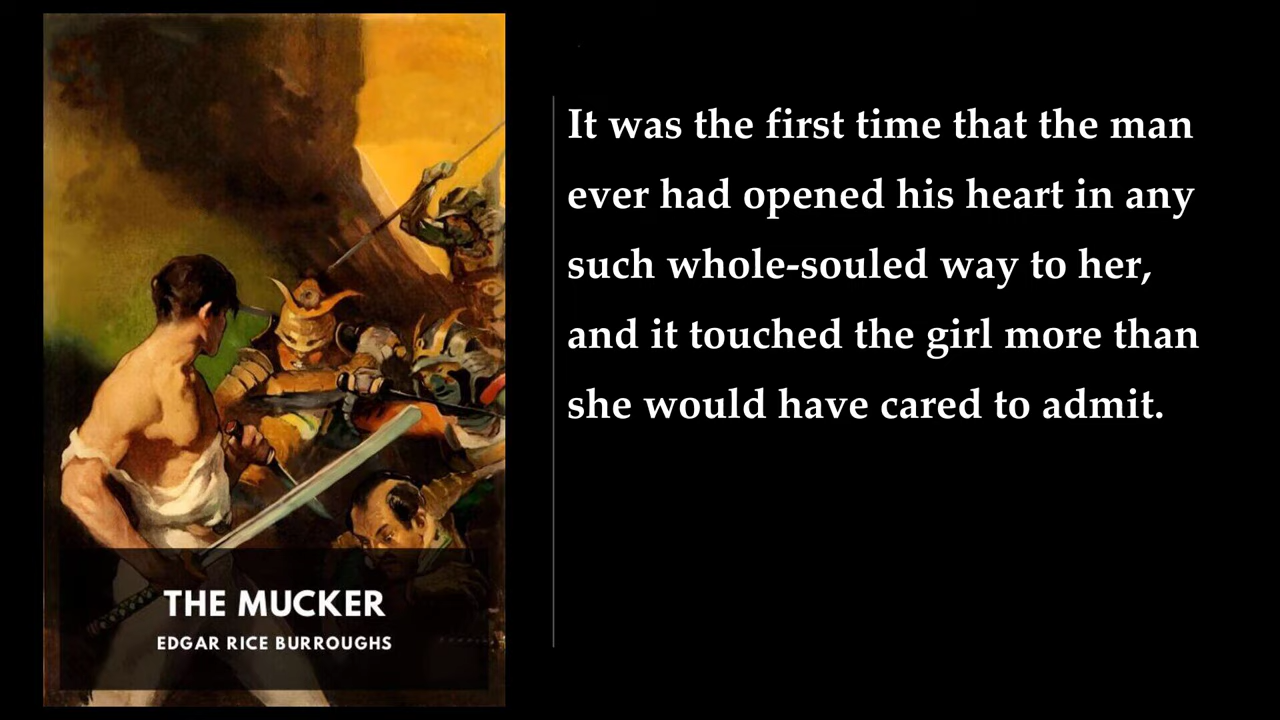 THE MUCKER
EDGAR RICE BURROUGHS
It was the first time that the man
ever had opened his heart in any
such whole-souled way to her,
and it touched the girl more than
she would have cared to admit.